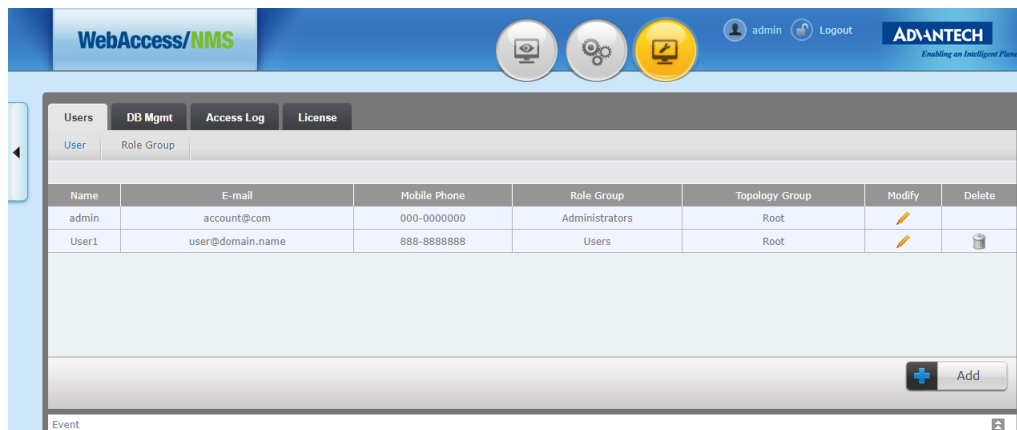 WebAccess/NMS
admin Logout
ADVANTECH
Enabling an Intelligent
Users DB Mgmt Access Log License
User Role Group
Name E-mail Mobile Phone Role Group Topology Group Modify Delete
admin account@com 000-0000000 Administrators Root
User1 user@domain.name 888-8888888 Users Root
Add
Event